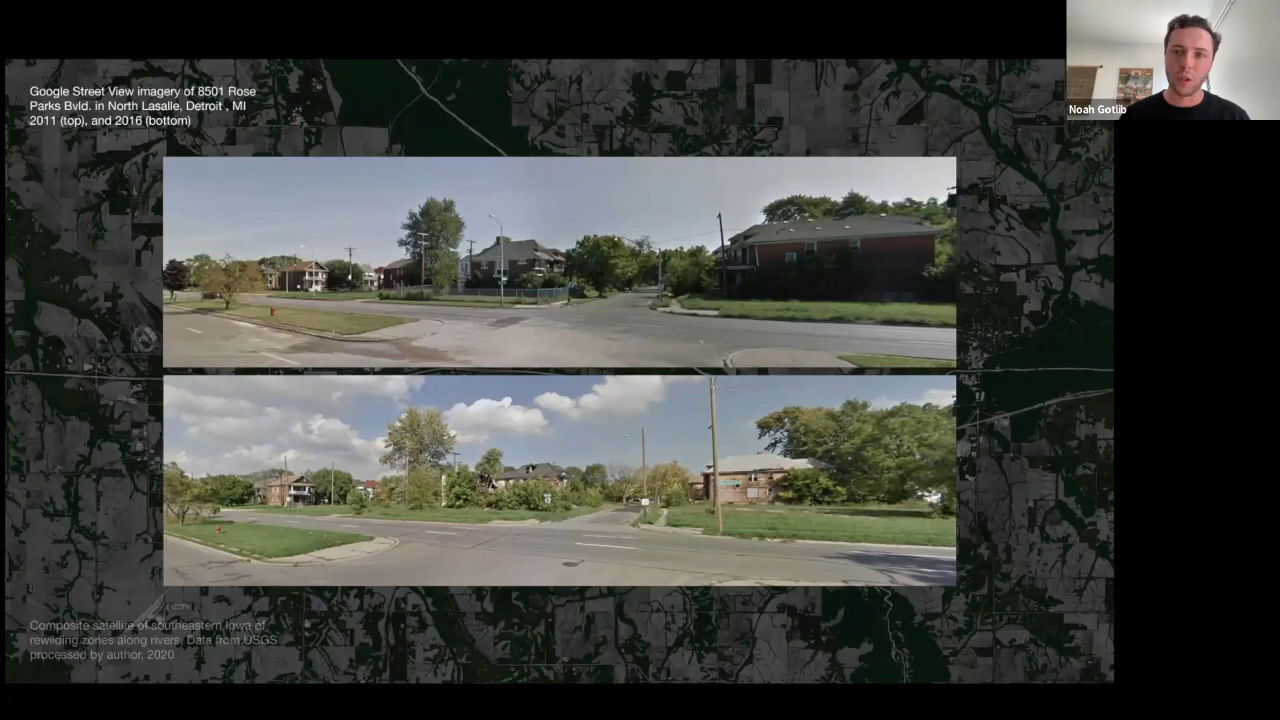 Google Street View imagery of 8501 Rose
Parks Bvld. in North Lasalle, Detroit , MI
2011 (top), and 2016 (bottom)
Noah Gotlib
Composite satellite of southeastern Iowa of
rewilding zones along rivers. Data from USGS
processed by author, 2020